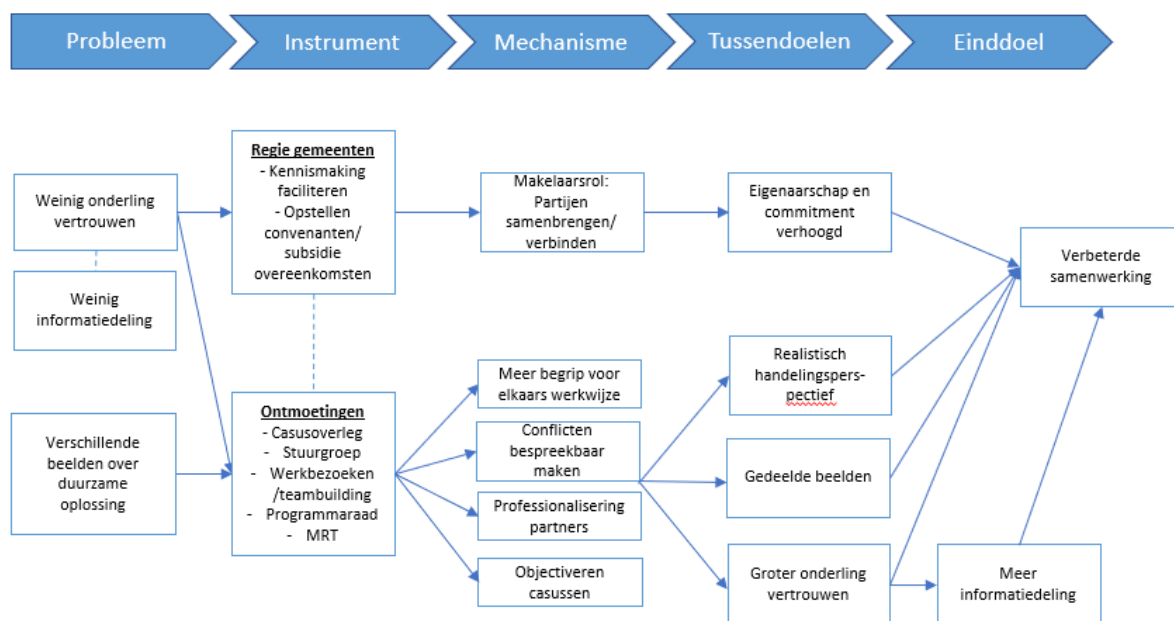 Probleem
Instrument
Mechanisme
Tussendoelen
Einddoel
Weinig onderling
vertrouwen
Weinig
informatiedeling
Verschillende
beelden over
duurzame
oplossing
Regie gemeenten
- Kennismaking
faciliteren
- Opstellen
convenanten/
subsidie
overeenkomsten
Ontmoetingen
- Casusoverleg
- Stuurgroep
- Werkbezoeken
/teambuilding
- Programmaraad
- MRT
Makelaarsrol:
Partijen
samenbrengen/
verbinden
Meer begrip voor
elkaars werkwijze
Conflicten
bespreekbaar
maken
Professionalisering
partners
Objectiveren
casussen
Eigenaarschap en
commitment
verhoogd
Realistisch
handelingspers-
spectief
Gedeelde beelden
Groter onderling
vertrouwen
Meer
informatiedeling
Verbeterde
samenwerking